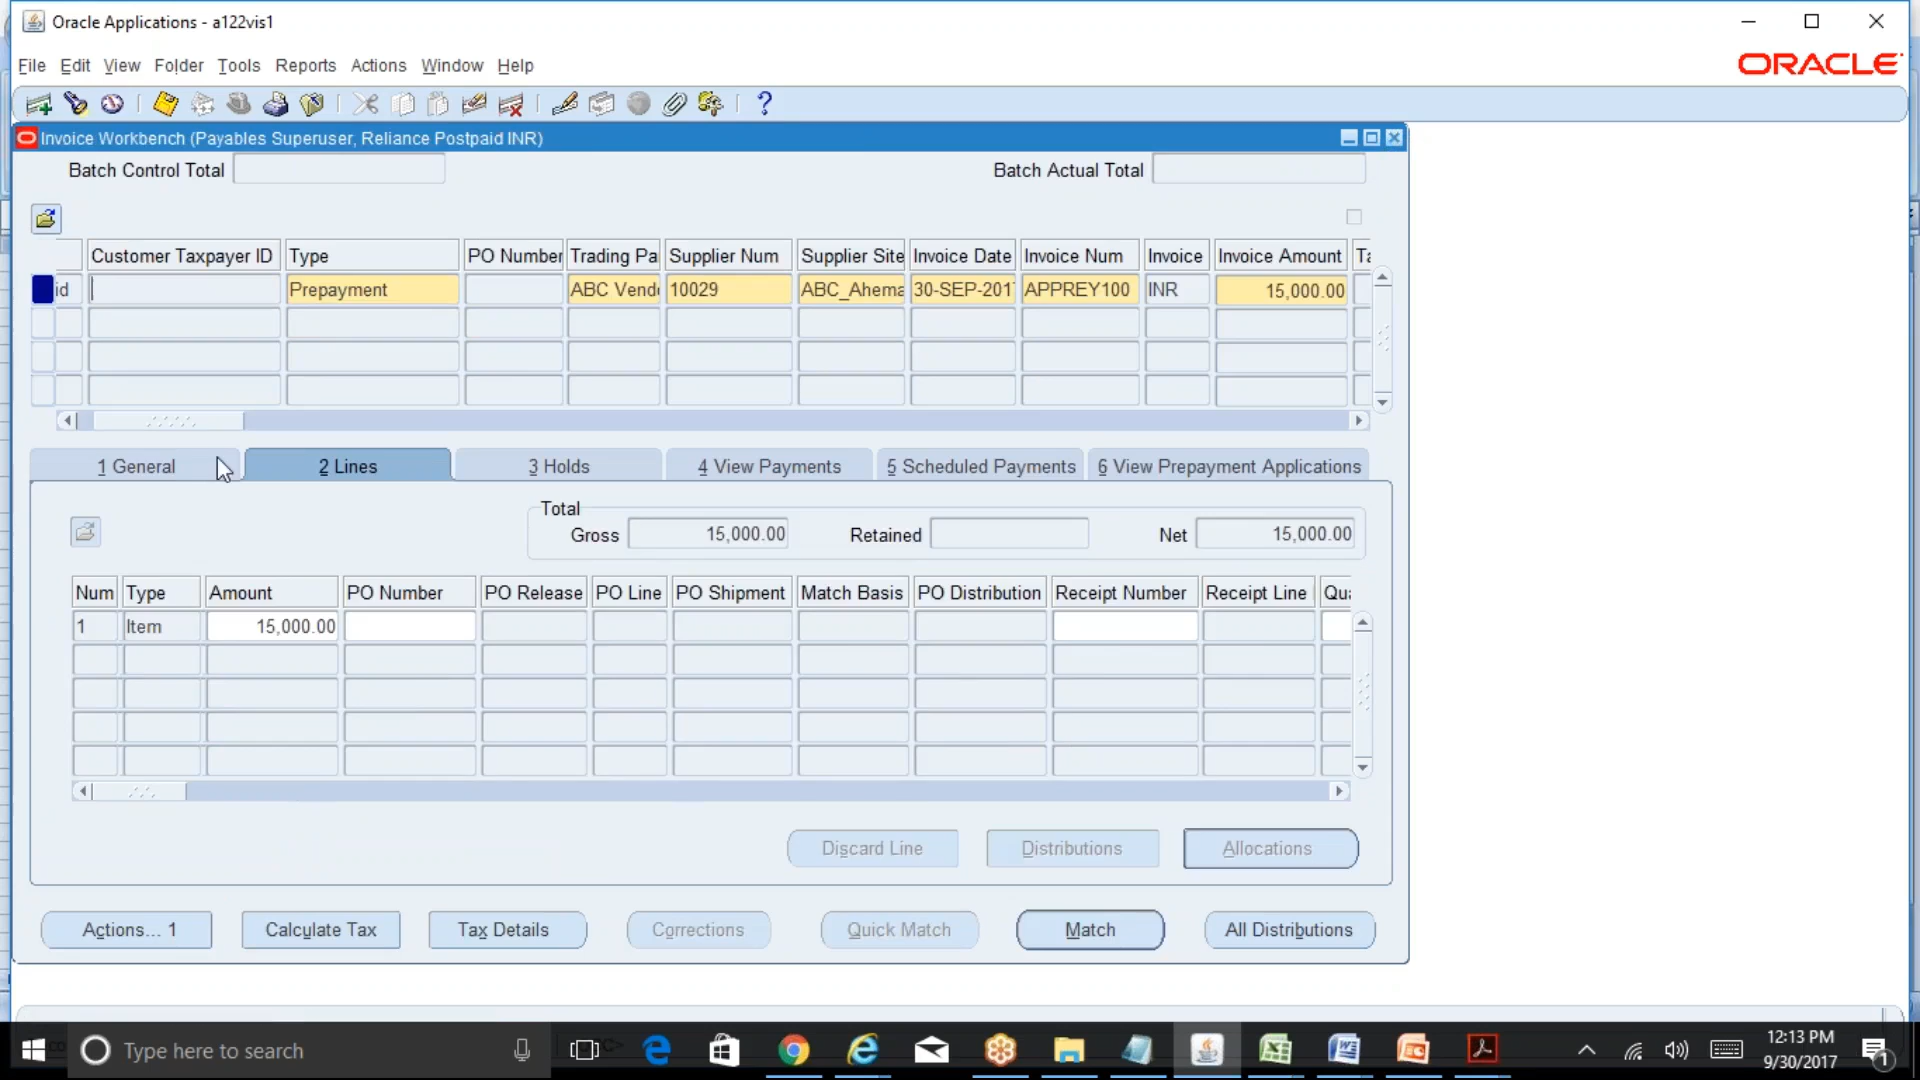 Oracle Applications - a122vis1
File Edit View Folder Tools Reports Actions Window Help
ORACLE
Invoice Workbench (Payables Superuser, Reliance Postpaid INR)
Batch Control Total
Batch Actual Total
Customer Taxpayer ID Type PO Number Trading Pa Supplier Num Supplier Site Invoice Date Invoice Num Invoice Invoice Amount Ta
id Prepayment ABC Vend 10029 ABC_Ahema 30-SEP-201 APPREY100 INR 15,000.00
1 General 2 Lines 3 Holds 4 View Payments 5 Scheduled Payments 6 View Prepayment Applications
Total
Gross 15,000.00 Retained Net 15,000.00
Num Type Amount PO Number PO Release PO Line PO Shipment Match Basis PO Distribution Receipt Number Receipt Line Qu
1 Item 15,000.00
Discard Line Distributions Allocations
Actions... 1 Calculate Tax Tax Details Corrections Quick Match Match All Distributions
Type here to search
12:13 PM
9/30/2017
1